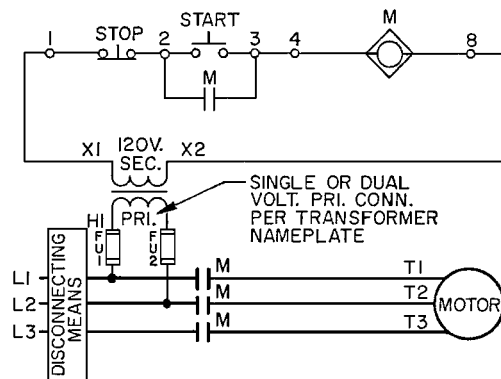 M
START
STOP
1 2 3 4 8
M
120V.
X1 SEC. X2
SINGLE OR DUAL
VOLT. PRI. CONN.
PER TRANSFORMER
NAMEPLATE
H1 PRI.
FU1 FU2
DISCONNECTING MEANS
L1 M T1
L2 M T2
L3 M T3
MOTOR